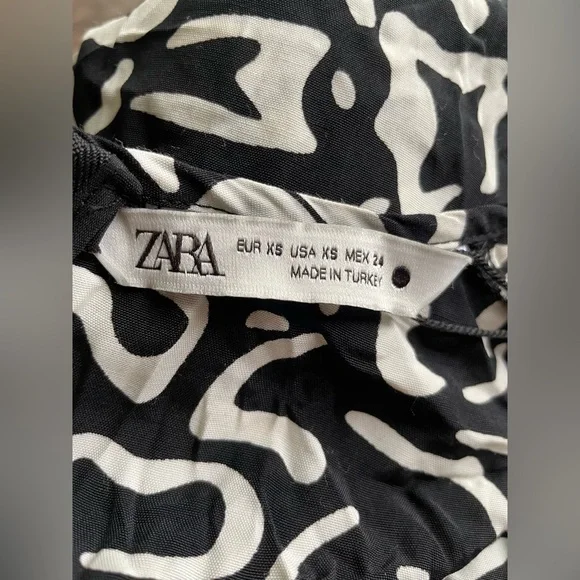 ZARA
EUR XS USA XS MEX 24
MADE IN TURKEY